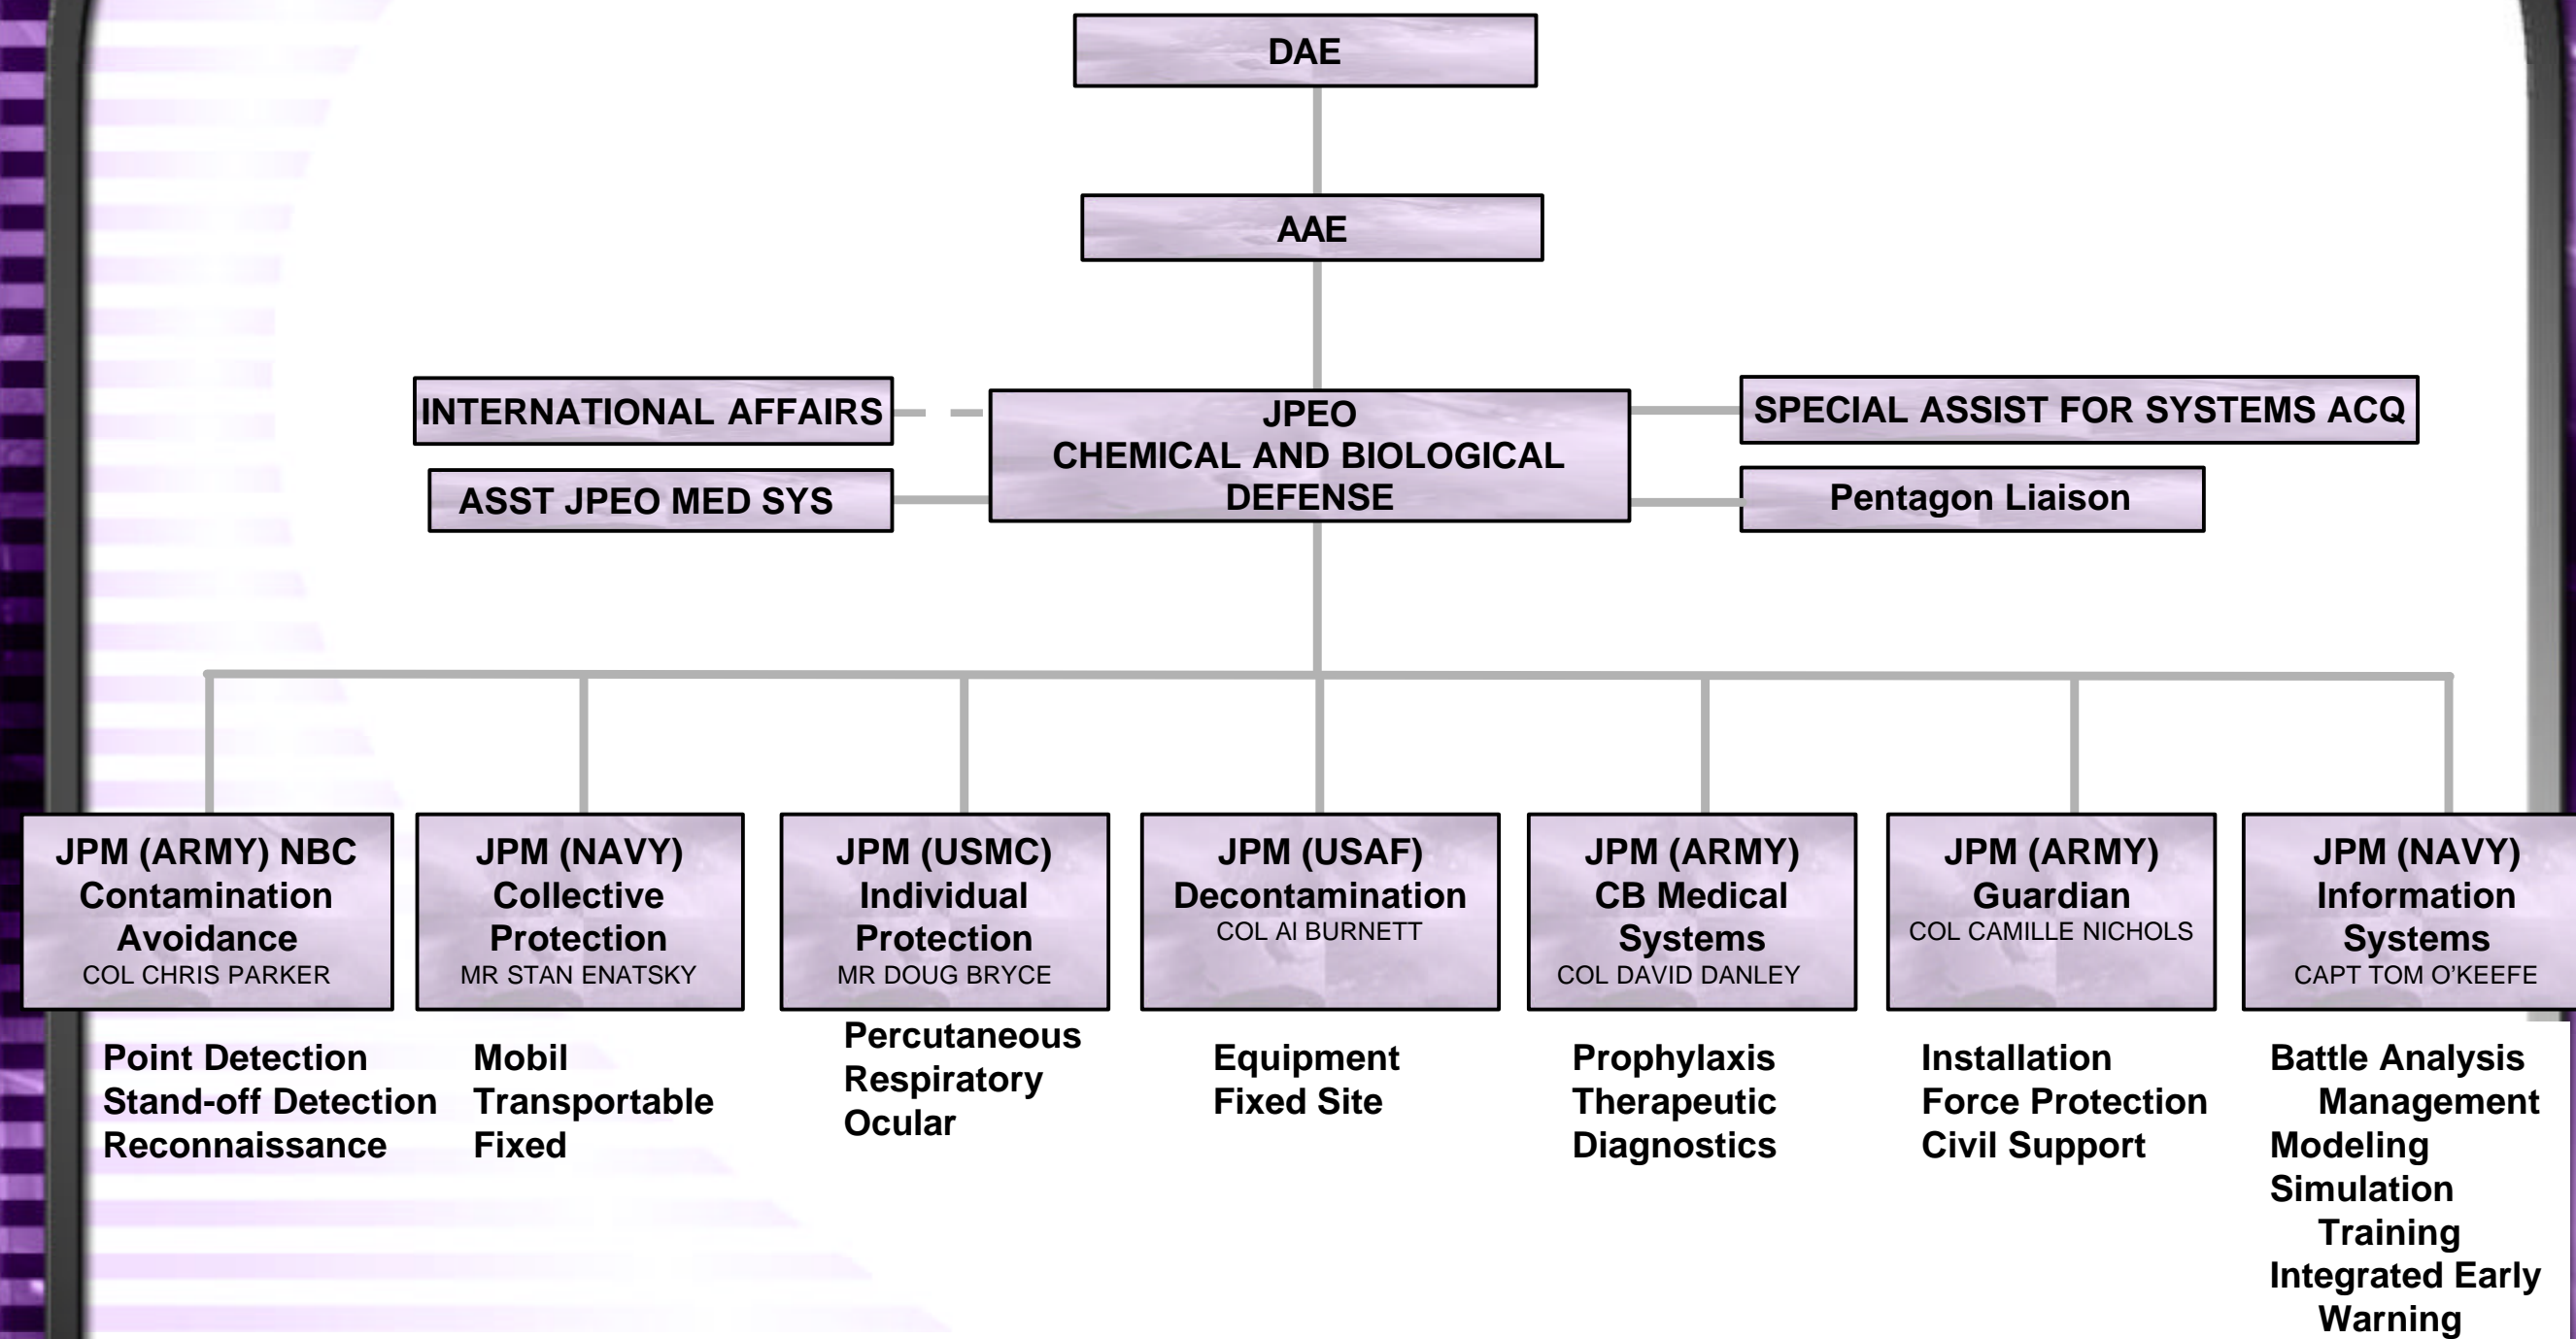 DAE
AAE
INTERNATIONAL AFFAIRS
ASST JPEO MED SYS
JPEO
CHEMICAL AND BIOLOGICAL
DEFENSE
SPECIAL ASSIST FOR SYSTEMS ACQ
Pentagon Liaison
JPM (ARMY) NBC
Contamination
Avoidance
COL CHRIS PARKER
Point Detection
Stand-off Detection
Reconnaissance
JPM (NAVY)
Collective
Protection
MR STAN ENATSKY
Mobil
Transportable
Fixed
JPM (USMC)
Individual
Protection
MR DOUG BRYCE
Percutaneous
Respiratory
Ocular
JPM (USAF)
Decontamination
COL Al BURNETT
Equipment
Fixed Site
JPM (ARMY)
CB Medical
Systems
COL DAVID DANLEY
Prophylaxis
Therapeutic
Diagnostics
JPM (ARMY)
Guardian
COL CAMILLE NICHOLS
Installation
Force Protection
Civil Support
JPM (NAVY)
Information
Systems
CAPT TOM O’KEEFE
Battle Analysis
Management
Modeling
Simulation
Training
Integrated Early
Warning